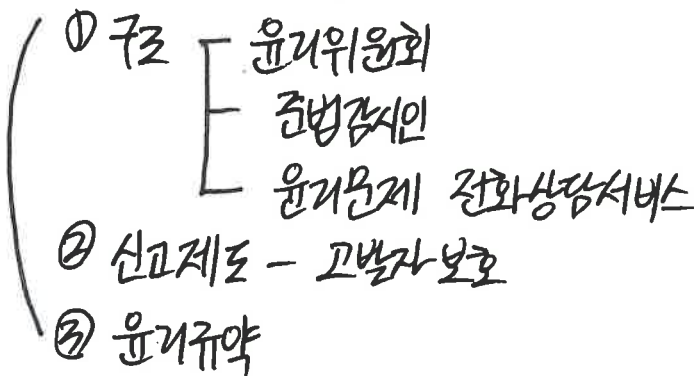 ① 구조 윤리위원회
준법감시인
윤리문제 전화상담서비스
② 신고제도 - 고발자 보호
③ 윤리규약